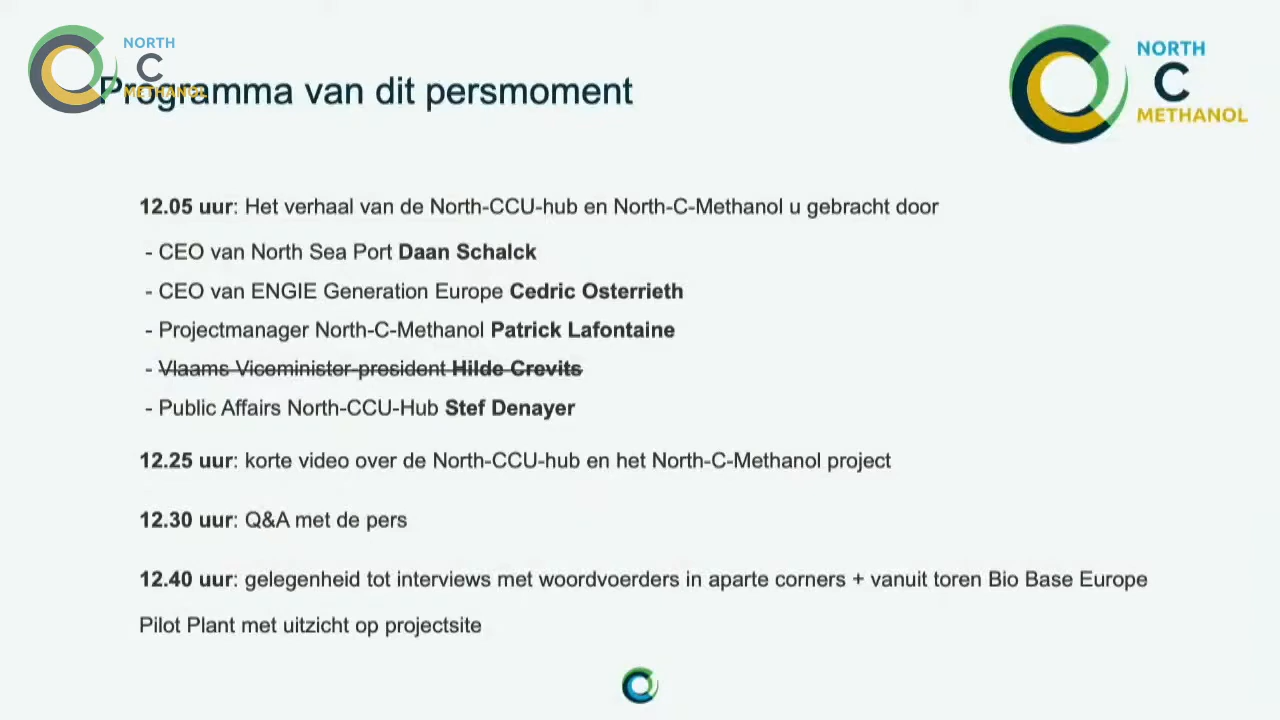 NORTH
C
METHANOL
Programma van dit persmoment
NORTH
C
METHANOL
12.05 uur: Het verhaal van de North-CCU-hub en North-C-Methanol u gebracht door
- CEO van North Sea Port Daan Schalck
- CEO van ENGIE Generation Europe Cedric Osterrieth
- Projectmanager North-C-Methanol Patrick Lafontaine
- Vlaams Viceminister-president Hilde Crevits
- Public Affairs North-CCU-Hub Stef Denayer
12.25 uur: korte video over de North-CCU-hub en het North-C-Methanol project
12.30 uur: Q&A met de pers
12.40 uur: gelegenheid tot interviews met woordvoerders in aparte corners + vanuit toren Bio Base Europe
Pilot Plant met uitzicht op projectsite